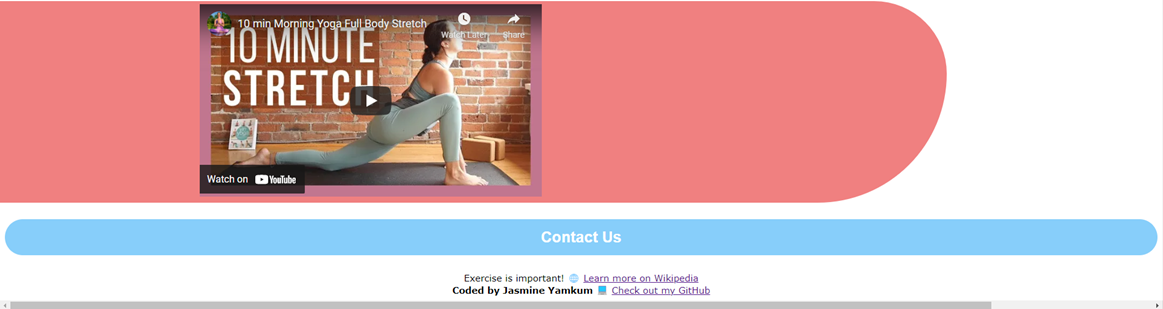 10 min Morning Yoga Full Body Stretch
Watch Later
Share
10 MINUTE
STRETCH
Watch on YouTube
Contact Us
Exercise is important! 🌐 Learn more on Wikipedia
Coded by Jasmine Yamkum 📘 Check out my GitHub